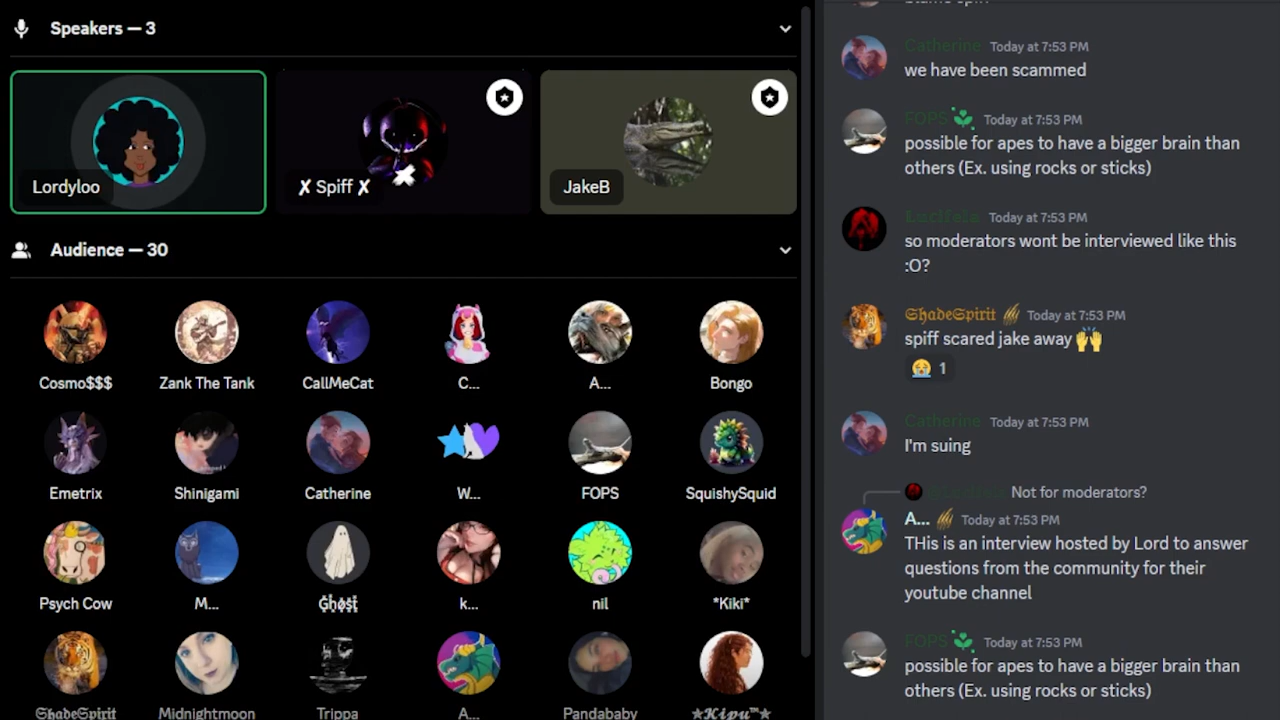 Speakers — 3
Lordyloo
✗ Spiff ✗
JakeB
Audience — 30
Cosmo$$$
Zank The Tank
CallMeCat
C...
A...
Bongo
Emetrix
Shinigami
Catherine
W...
FOPS
SquishySquid
Psych Cow
M...
Ghøst
k...
nil
*Kiki*
ShadeSpirit
Midnightmoon
Trippa
A...
Pandababy
★Kipu™★
Catherine Today at 7:53 PM
we have been scammed
FOPS Today at 7:53 PM
possible for apes to have a bigger brain than
others (Ex. using rocks or sticks)
Today at 7:53 PM
so moderators wont be interviewed like this
:O?
ShadeSpirit Today at 7:53 PM
spiff scared jake away 🙌
😭 1
Catherine Today at 7:53 PM
I'm suing
Not for moderators?
A... Today at 7:53 PM
THis is an interview hosted by Lord to answer
questions from the community for their
youtube channel
FOPS Today at 7:53 PM
possible for apes to have a bigger brain than
others (Ex. using rocks or sticks)